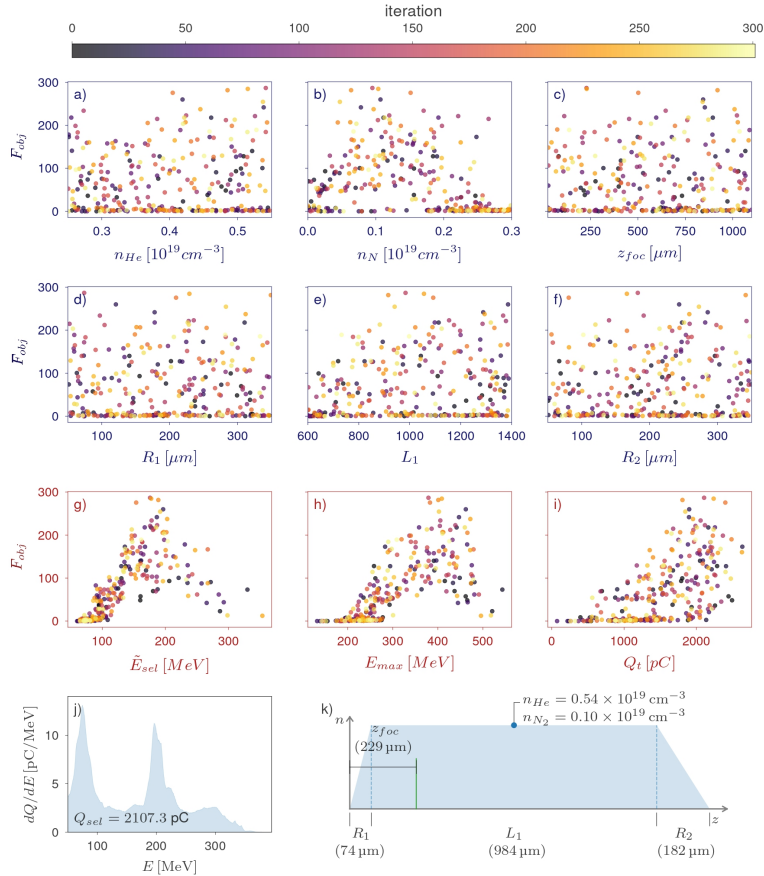 iteration
0 50 100 150 200 250 300
300 200 100 0
F_obj
a) b) c)
0.3 0.4 0.5
0.0 0.1 0.2 0.3
250 500 750 1000
n_He [10^19 cm^−3]
n_N [10^19 cm^−3]
z_foc [μm]
300 200 100 0
F_obj
d) e) f)
100 200 300
600 800 1000 1200 1400
100 200 300
R_1 [μm]
L_1
R_2 [μm]
300 200 100 0
F_obj
g) h) i)
100 200 300
200 300 400 500
0 1000 2000
Ẽ_sel [MeV]
E_max [MeV]
Q_t [pC]
j)
10 5 0
dQ/dE [pC/MeV]
Q_sel = 2107.3 pC
100 200 300
E [MeV]
k)
n
n_He = 0.54 × 10^19 cm^−3
n_N2 = 0.10 × 10^19 cm^−3
z_foc
(229 μm)
z
R_1 L_1 R_2
(74 μm) (984 μm) (182 μm)